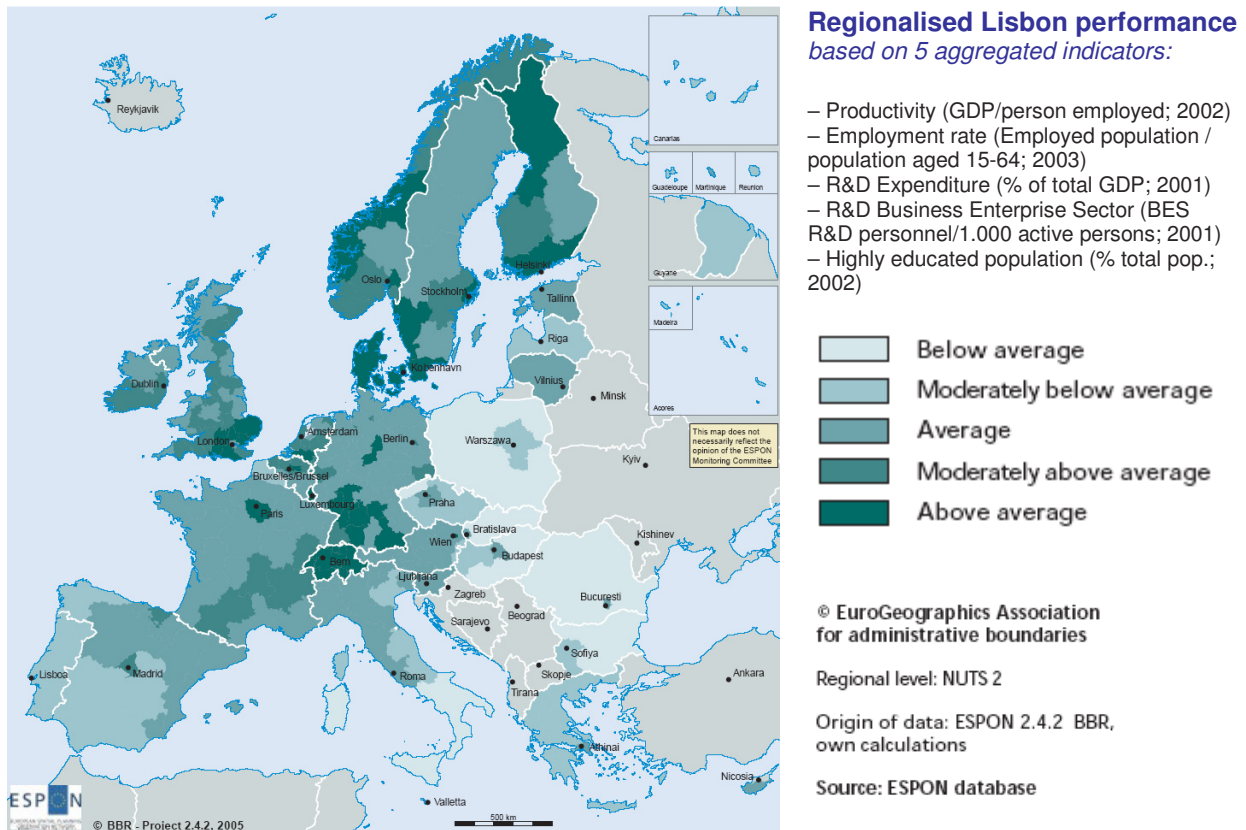 Regionalised Lisbon performance
based on 5 aggregated indicators:
– Productivity (GDP/person employed; 2002)
– Employment rate (Employed population /
population aged 15-64; 2003)
– R&D Expenditure (% of total GDP; 2001)
– R&D Business Enterprise Sector (BES
R&D personnel/1.000 active persons; 2001)
– Highly educated population (% total pop.;
2002)
Below average
Moderately below average
Average
Moderately above average
Above average
© EuroGeographics Association
for administrative boundaries
Regional level: NUTS 2
Origin of data: ESPON 2.4.2 BBR,
own calculations
Source: ESPON database
Reykjavik
Canarias
Guadeloupe
Martinique
Reunion
Guyane
Madeira
Acores
This map does not
necessarily reflect the
opinion of the ESPON
Monitoring Committee
Helsinki
Oslo
Stockholm
Tallinn
Riga
Dublin
København
Vilnius
Minsk
London
Amsterdam
Berlin
Warszawa
Kyiv
Bruxelles/Brussel
Luxembourg
Paris
Praha
Bratislava
Wien
Budapest
Kishinev
Bern
Ljubljana
Zagreb
Bucuresti
Beograd
Sarajevo
Sofiya
Lisboa
Madrid
Roma
Skopje
Tirana
Ankara
Athinai
Nicosia
Valletta
ESPON
© BBR - Project 2.4.2, 2005
500 km